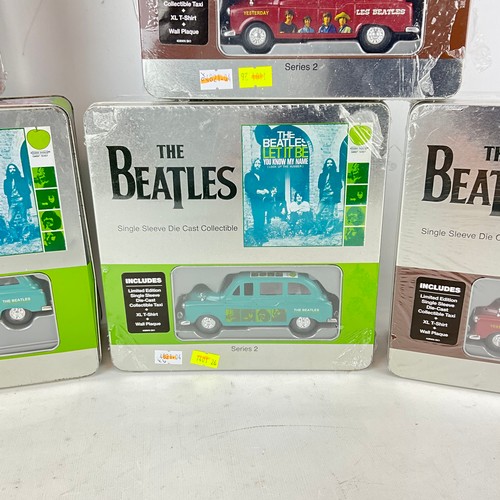 Collectible Taxi
+
XL T-Shirt
+
Wall Plaque
YESTERDAY
LES BEATLES
Series 2
THE
BEATLES
Single Sleeve Die Cast Collectible
THE
BEATLES
LET IT BE
YOU KNOW MY NAME
INCLUDES
Limited Edition
Single Sleeve
Die-Cast
Collectible Taxi
+
XL T-Shirt
+
Wall Plaque
THE BEATLES
Series 2
THE BEATLES
THE
BEATLES
Single Sleeve Die C
INCLUDES
Limited Edition
Single Sleeve
Die-Cast
Collectible Taxi
+
XL T-Shirt
+
Wall Plaque